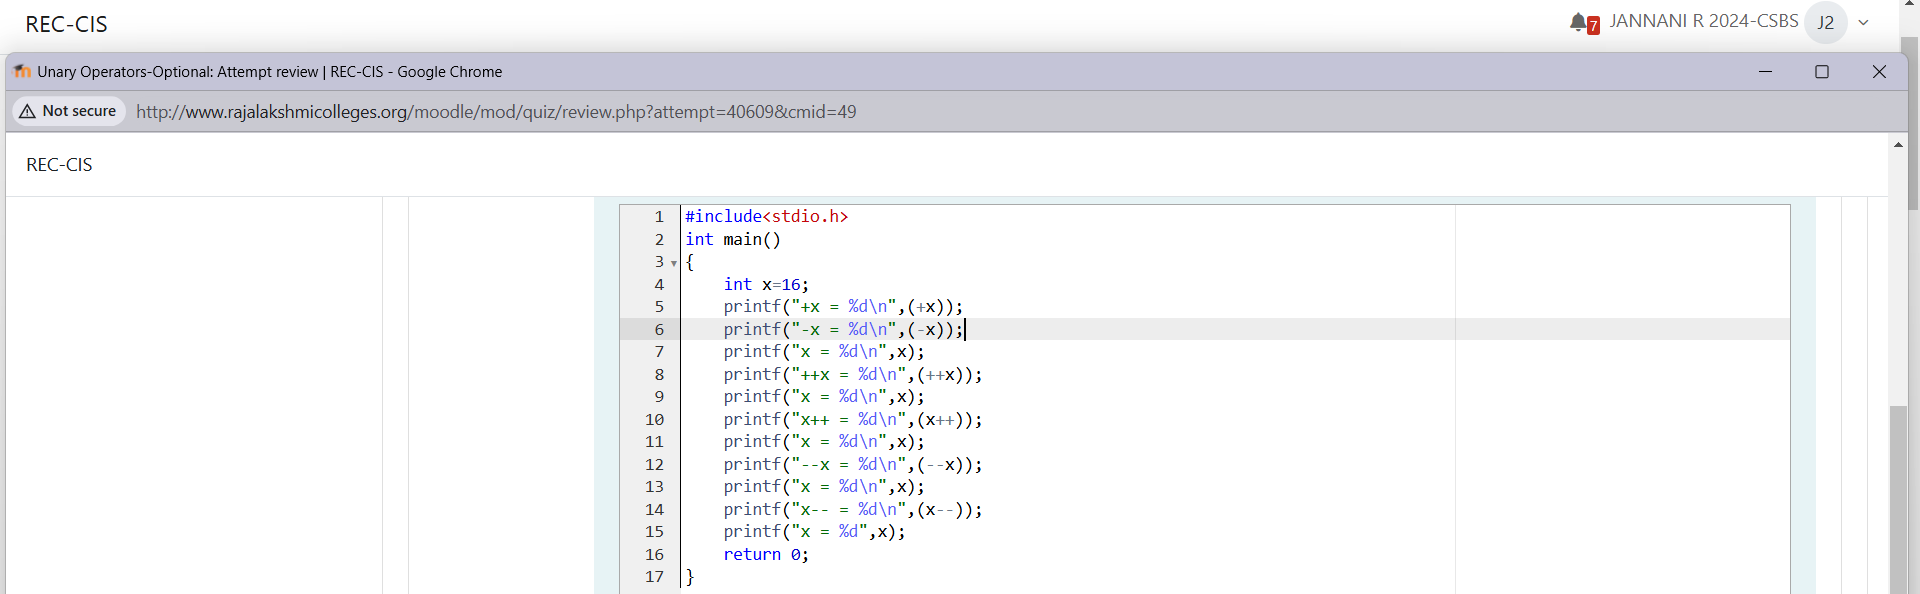 REC-CIS
7 JANNANI R 2024-CSBS J2
Unary Operators-Optional: Attempt review | REC-CIS - Google Chrome
Not secure http://www.rajalakshmicolleges.org/moodle/mod/quiz/review.php?attempt=40609&cmid=49
REC-CIS
1 #include<stdio.h>
2 int main()
3 {
4     int x=16;
5     printf("+x = %d\n",(+x));
6     printf("-x = %d\n",(-x));
7     printf("x = %d\n",x);
8     printf("++x = %d\n",(++x));
9     printf("x = %d\n",x);
10     printf("x++ = %d\n",(x++));
11     printf("x = %d\n",x);
12     printf("--x = %d\n",(--x));
13     printf("x = %d\n",x);
14     printf("x-- = %d\n",(x--));
15     printf("x = %d",x);
16     return 0;
17 }